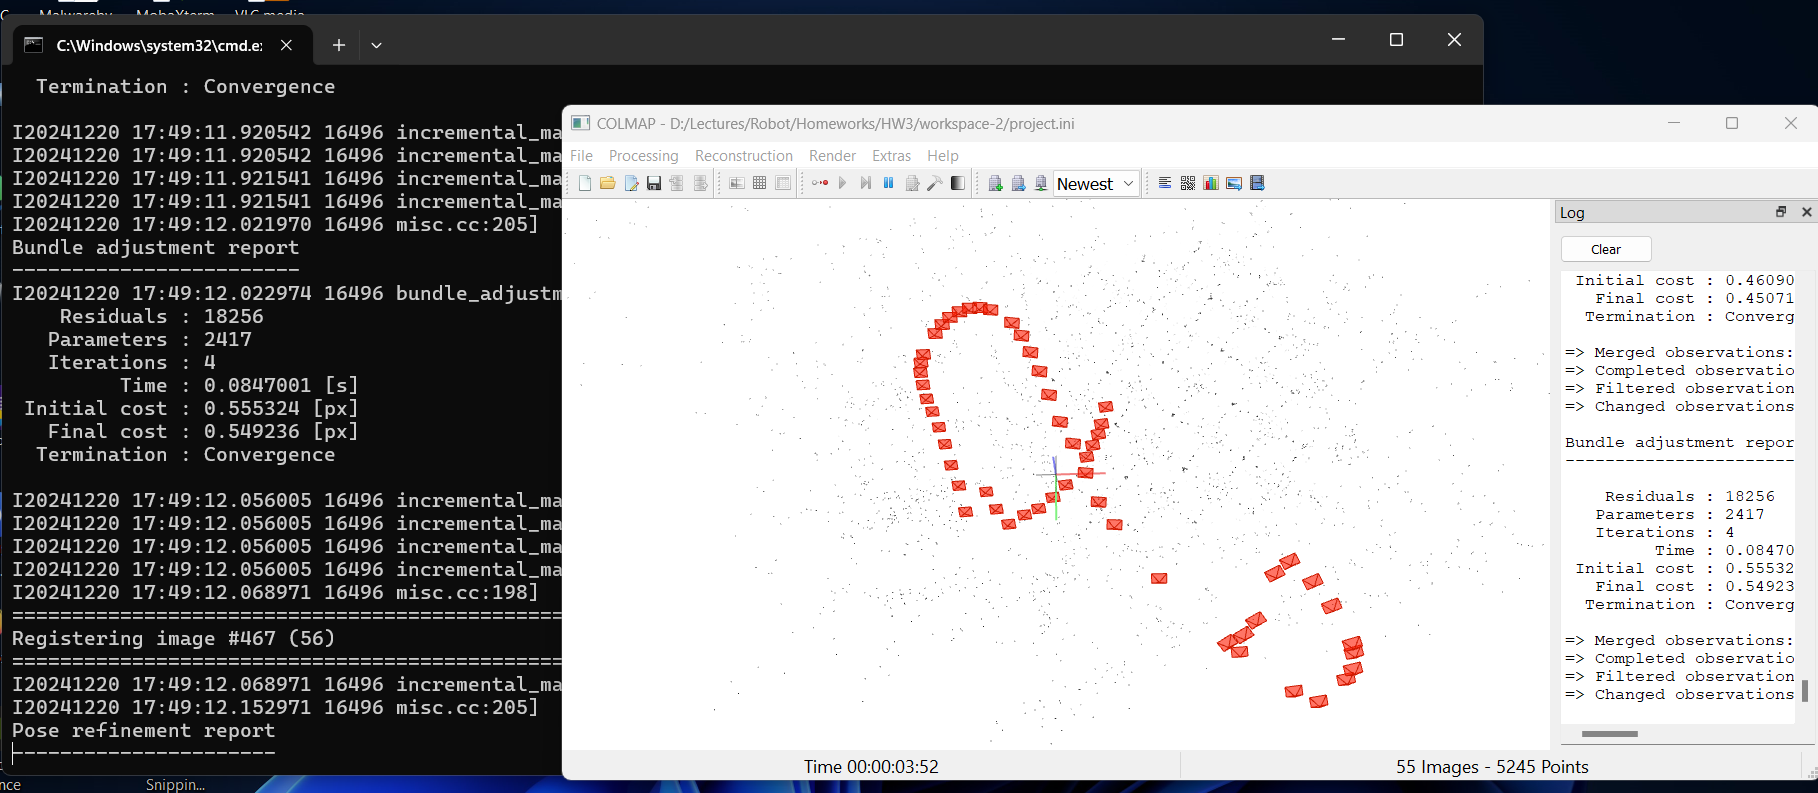 C:\Windows\system32\cmd.e:
Termination : Convergence
I20241220 17:49:11.920542 16496 incremental_ma
I20241220 17:49:11.920542 16496 incremental_ma
I20241220 17:49:11.921541 16496 incremental_ma
I20241220 17:49:11.921541 16496 incremental_ma
I20241220 17:49:12.021970 16496 misc.cc:205]
Bundle adjustment report
------------------------
I20241220 17:49:12.022974 16496 bundle_adjustm
Residuals : 18256
Parameters : 2417
Iterations : 4
Time : 0.0847001 [s]
Initial cost : 0.555324 [px]
Final cost : 0.549236 [px]
Termination : Convergence
I20241220 17:49:12.056005 16496 incremental_ma
I20241220 17:49:12.056005 16496 incremental_ma
I20241220 17:49:12.056005 16496 incremental_ma
I20241220 17:49:12.056005 16496 incremental_ma
I20241220 17:49:12.068971 16496 misc.cc:198]
==============================================
Registering image #467 (56)
==============================================
I20241220 17:49:12.068971 16496 incremental_ma
I20241220 17:49:12.152971 16496 misc.cc:205]
Pose refinement report
----------------------
COLMAP - D:/Lectures/Robot/Homeworks/HW3/workspace-2/project.ini
File Processing Reconstruction Render Extras Help
Newest
Log
Clear
Initial cost : 0.46090
Final cost : 0.45071
Termination : Converg
=> Merged observations:
=> Completed observatio
=> Filtered observation
=> Changed observations
Bundle adjustment repor
-----------------------
Residuals : 18256
Parameters : 2417
Iterations : 4
Time : 0.08470
Initial cost : 0.55532
Final cost : 0.54923
Termination : Converg
=> Merged observations:
=> Completed observatio
=> Filtered observation
=> Changed observations
Time 00:00:03:52
55 Images - 5245 Points
nce
Snippin...